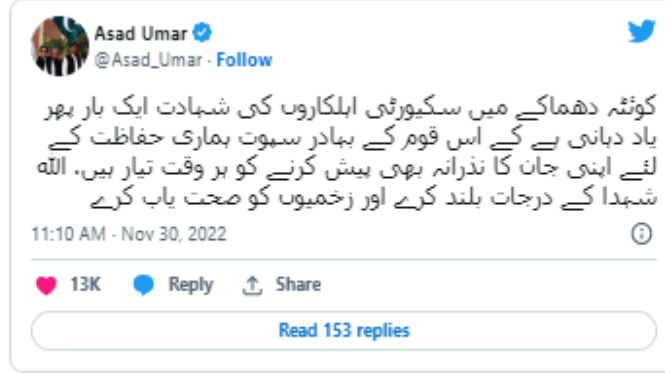 Asad Umar
@Asad_Umar · Follow
کوئٹہ دھماکے میں سکیورٹی اہلکاروں کی شہادت ایک بار پھر
یاد دہانی ہے کے اس قوم کے بہادر سپوت ہماری حفاظت کے
لئے اپنی جان کا نذرانہ بھی پیش کرنے کو ہر وقت تیار ہیں. الله
شہدا کے درجات بلند کرے اور زخمیوں کو صحت یاب کرے
11:10 AM · Nov 30, 2022
13K Reply Share
Read 153 replies